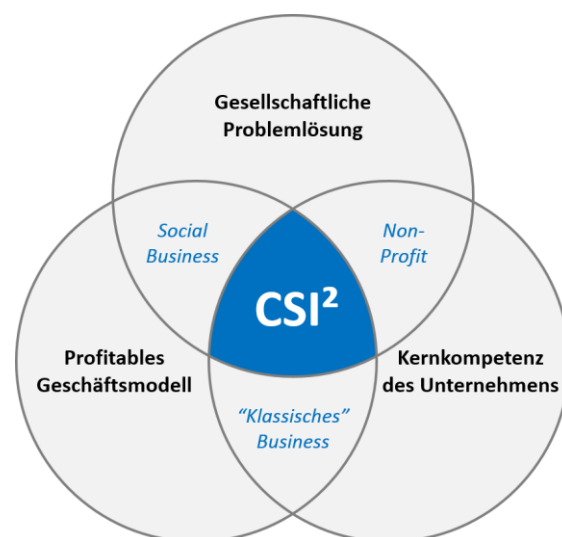 Gesellschaftliche
Problemlösung
Social
Business
Non-
Profit
CSI²
Profitables
Geschäftsmodell
Kernkompetenz
des Unternehmens
“Klassisches”
Business